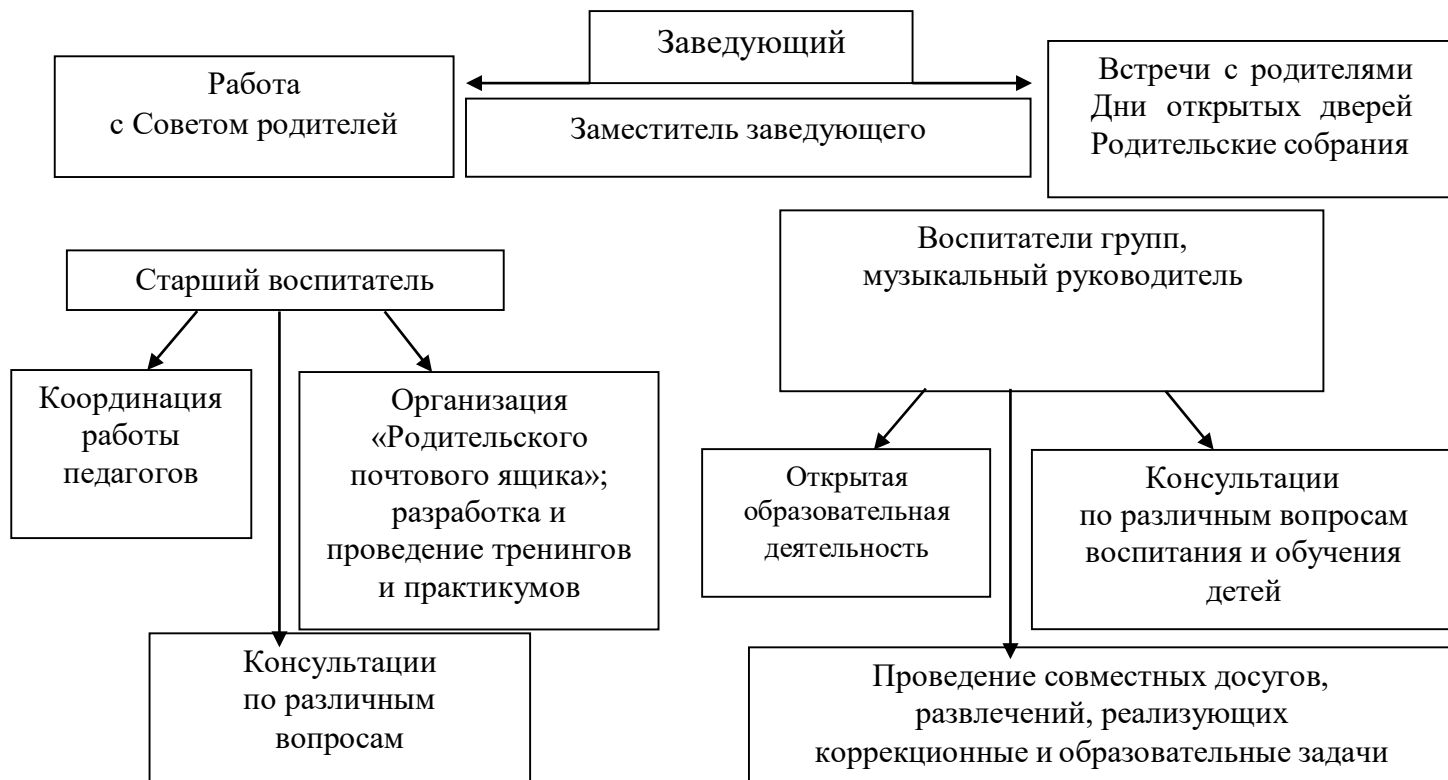 Заведующий
Работа
с Советом родителей
Заместитель заведующего
Встречи с родителями
Дни открытых дверей
Родительские собрания
Старший воспитатель
Воспитатели групп,
музыкальный руководитель
Координация
работы
педагогов
Организация
«Родительского
почтового ящика»;
разработка и
проведение тренингов
и практикумов
Открытая
образовательная
деятельность
Консультации
по различным вопросам
воспитания и обучения
детей
Консультации
по различным
вопросам
Проведение совместных досугов,
развлечений, реализующих
коррекционные и образовательные задачи